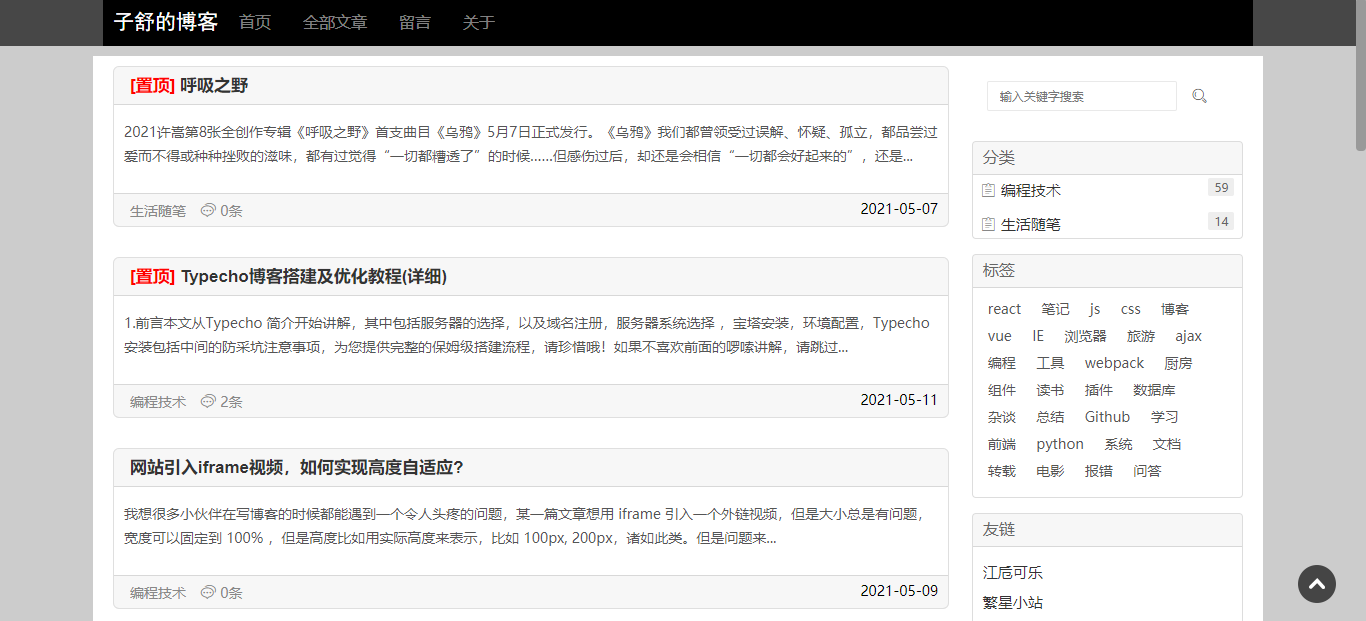 子舒的博客 首页 全部文章 留言 关于
[置顶] 呼吸之野
2021许嵩第8张全创作专辑《呼吸之野》首支曲目《乌鸦》5月7日正式发行。《乌鸦》我们都曾领受过误解、怀疑、孤立，都品尝过
爱而不得或种种挫败的滋味，都有过觉得“一切都糟透了”的时候......但感伤过后，却还是会相信“一切都会好起来的”，还是...
生活随笔 0条 2021-05-07
[置顶] Typecho博客搭建及优化教程(详细)
1.前言本文从Typecho 简介开始讲解，其中包括服务器的选择，以及域名注册，服务器系统选择 ，宝塔安装，环境配置，Typecho
安装包括中间的防采坑注意事项，为您提供完整的保姆级搭建流程，请珍惜哦！如果不喜欢前面的啰嗦讲解，请跳过...
编程技术 2条 2021-05-11
网站引入iframe视频，如何实现高度自适应?
我想很多小伙伴在写博客的时候都能遇到一个令人头疼的问题，某一篇文章想用 iframe 引入一个外链视频，但是大小总是有问题，
宽度可以固定到 100% ，但是高度比如用实际高度来表示，比如 100px, 200px，诸如此类。但是问题来...
编程技术 0条 2021-05-09
输入关键字搜索
分类
编程技术 59
生活随笔 14
标签
react 笔记 js css 博客
vue IE 浏览器 旅游 ajax
编程 工具 webpack 厨房
组件 读书 插件 数据库
杂谈 总结 Github 学习
前端 python 系统 文档
转载 电影 报错 问答
友链
江卮可乐
繁星小站